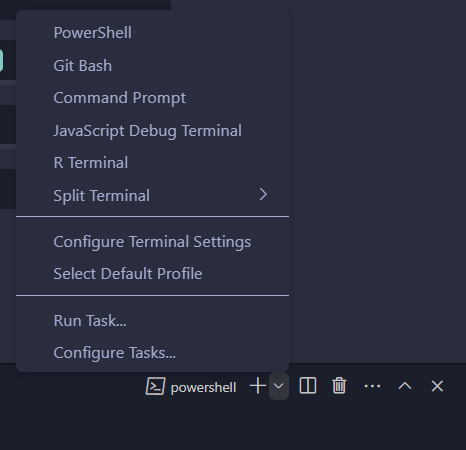 PowerShell
Git Bash
Command Prompt
JavaScript Debug Terminal
R Terminal
Split Terminal
Configure Terminal Settings
Select Default Profile
Run Task...
Configure Tasks...
powershell